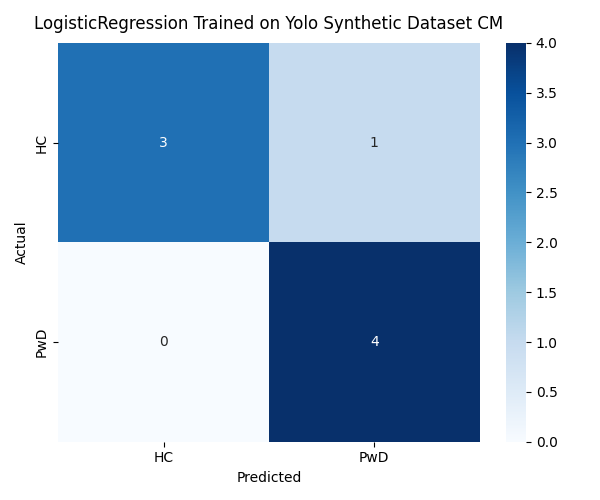 LogisticRegression Trained on Yolo Synthetic Dataset CM
4.0
3.5
3.0
2.5
2.0
1.5
1.0
0.5
0.0
Actual
HC
3
1
PwD
0
4
HC
PwD
Predicted